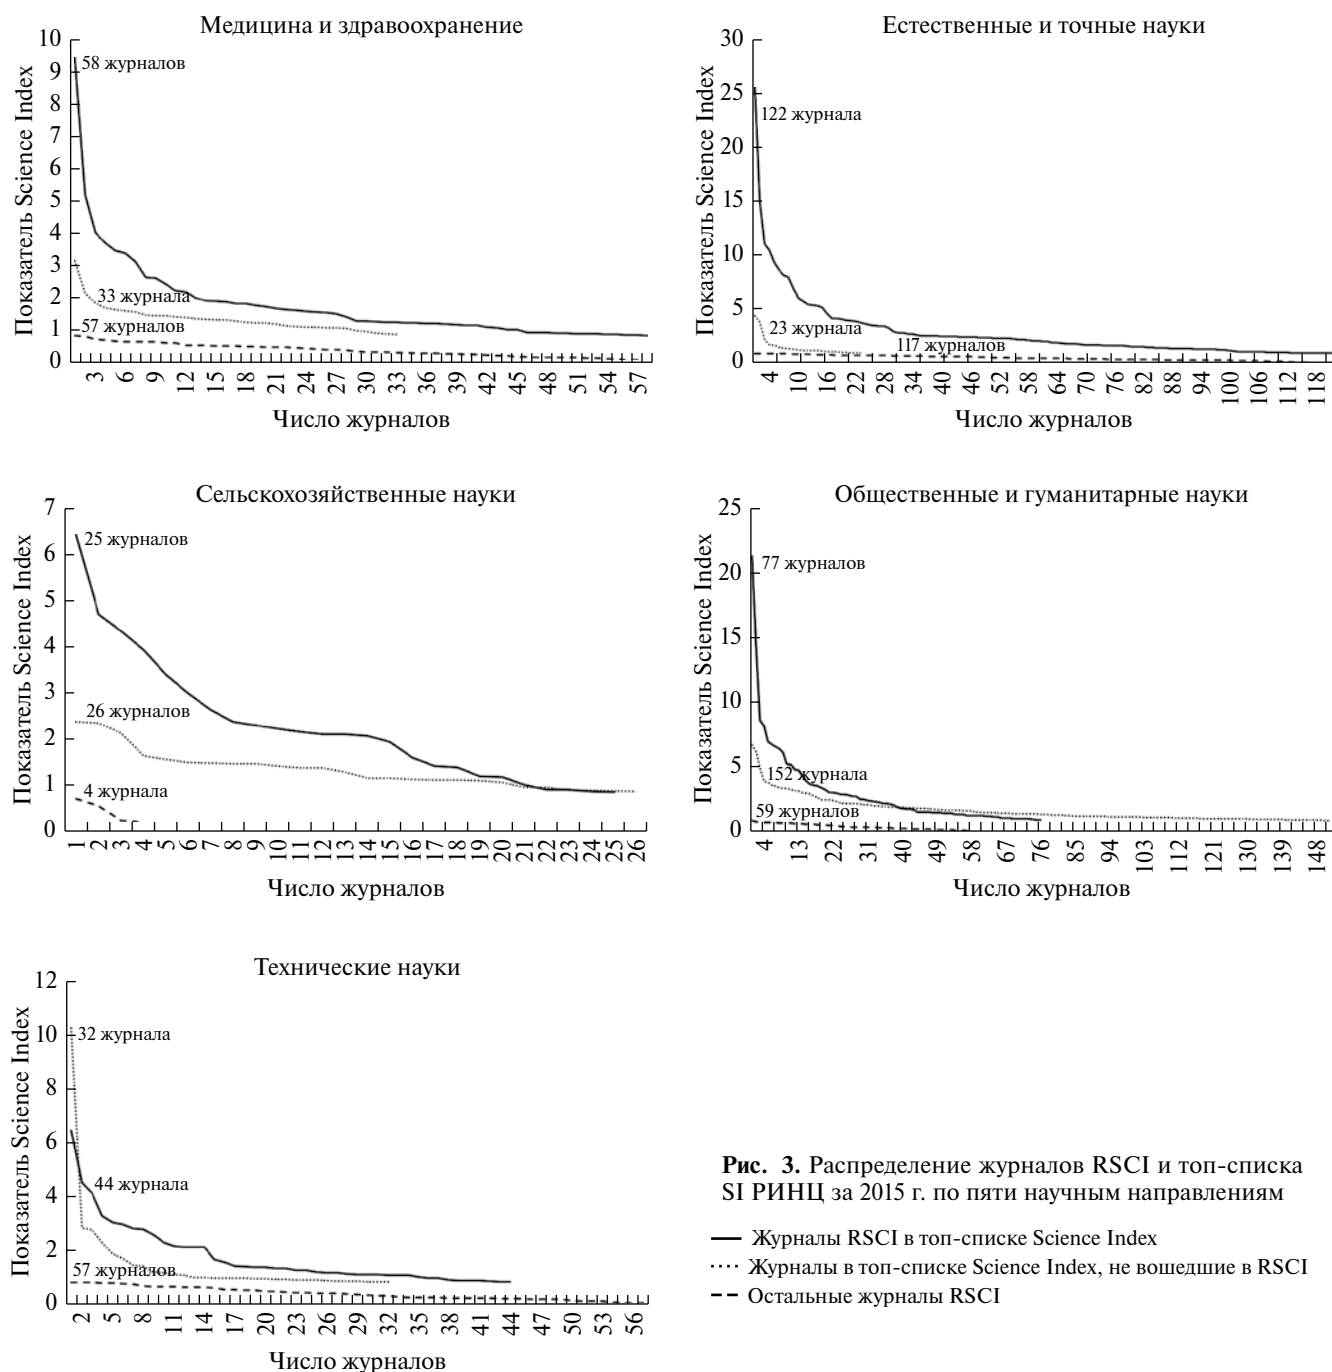 Медицина и здравоохранение
Показатель Science Index
10
9
8
7
6
5
4
3
2
1
0
58 журналов
33 журнала
57 журналов
3 6 9 12 15 18 21 24 27 30 33 36 39 42 45 48 51 54 57
Число журналов
Естественные и точные науки
Показатель Science Index
30
25
20
15
10
5
0
122 журнала
23 журнала
117 журналов
4 10 16 22 28 34 40 46 52 58 64 70 76 82 88 94 100 106 112 118
Число журналов
Сельскохозяйственные науки
Показатель Science Index
7
6
5
4
3
2
1
0
25 журналов
26 журналов
4 журнала
1 2 3 4 5 6 7 8 9 10 11 12 13 14 15 16 17 18 19 20 21 22 23 24 25 26
Число журналов
Общественные и гуманитарные науки
Показатель Science Index
25
20
15
10
5
0
77 журналов
152 журнала
59 журналов
4 13 22 31 40 49 58 67 76 85 94 103 112 121 130 139 148
Число журналов
Технические науки
Показатель Science Index
12
10
8
6
4
2
0
32 журнала
44 журнала
57 журналов
2 5 8 11 14 17 20 23 26 29 32 35 38 41 44 47 50 53 56
Число журналов
Рис. 3. Распределение журналов RSCI и топ-списка
SI РИНЦ за 2015 г. по пяти научным направлениям
Журналы RSCI в топ-списке Science Index
Журналы в топ-списке Science Index, не вошедшие в RSCI
Остальные журналы RSCI